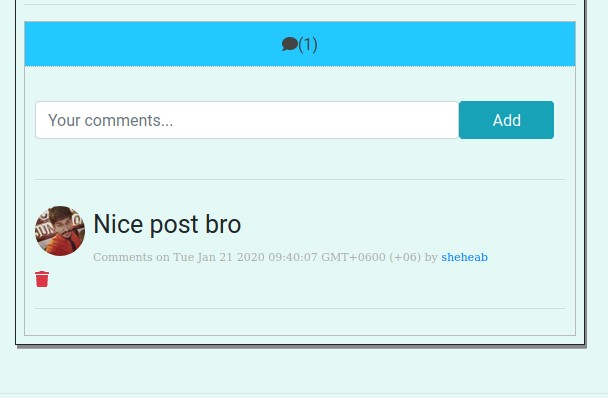 (1)
Your comments...
Add
Nice post bro
Comments on Tue Jan 21 2020 09:40:07 GMT+0600 (+06) by sheheab